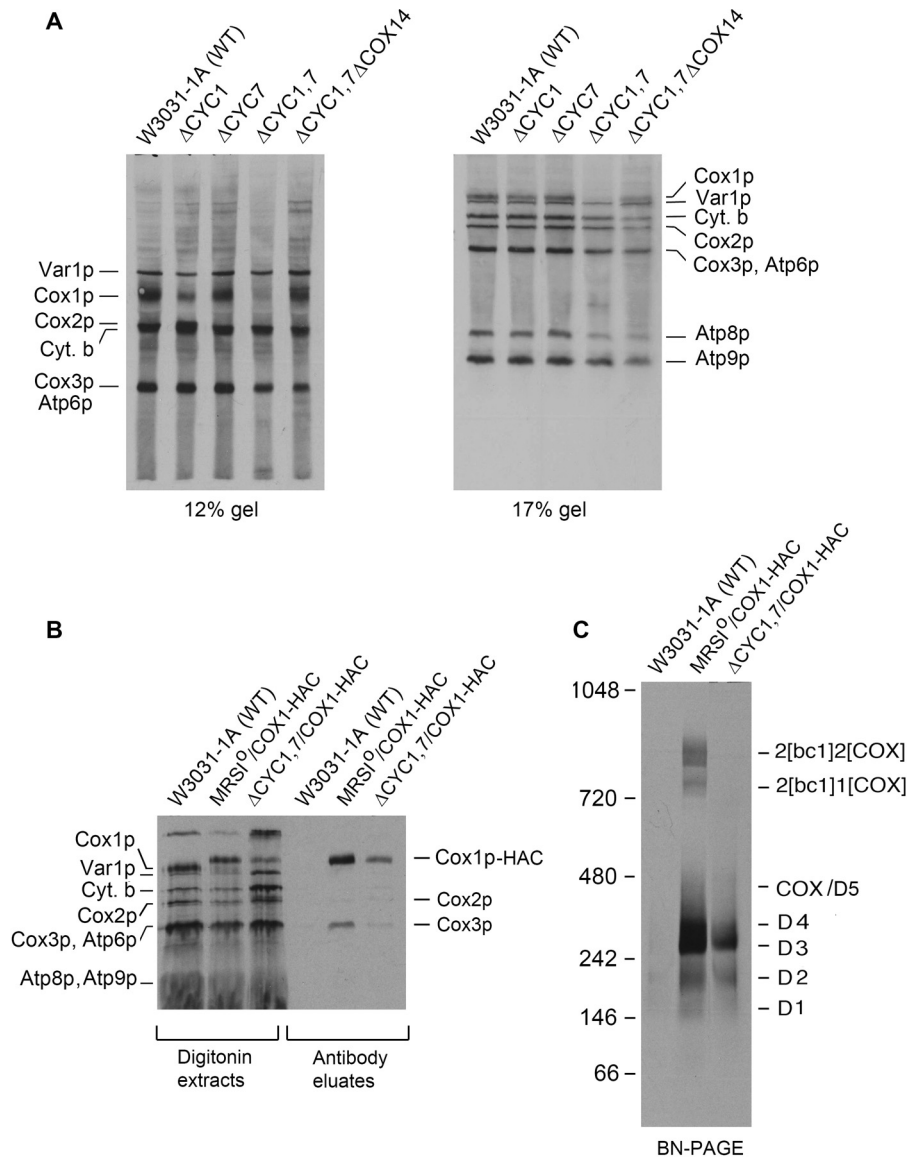 A
W3031-1A (WT)
ΔCYC1
ΔCYC7
ΔCYC1,7
ΔCYC1,7ΔCOX14
Var1p
Cox1p
Cox2p
Cyt. b
Cox3p
Atp6p
12% gel
W3031-1A (WT)
ΔCYC1
ΔCYC7
ΔCYC1,7
ΔCYC1,7ΔCOX14
Cox1p
Var1p
Cyt. b
Cox2p
Cox3p, Atp6p
Atp8p
Atp9p
17% gel
B
W3031-1A (WT)
MRSIº/COX1-HAC
ΔCYC1,7/COX1-HAC
W3031-1A (WT)
MRSIº/COX1-HAC
ΔCYC1,7/COX1-HAC
Cox1p
Var1p
Cyt. b
Cox2p
Cox3p, Atp6p
Atp8p, Atp9p
Cox1p-HAC
Cox2p
Cox3p
Digitonin
extracts
Antibody
eluates
C
W3031-1A (WT)
MRSIº/COX1-HAC
ΔCYC1,7/COX1-HAC
1048
720
480
242
146
66
2[bc1]2[COX]
2[bc1]1[COX]
COX/D5
D4
D3
D2
D1
BN-PAGE